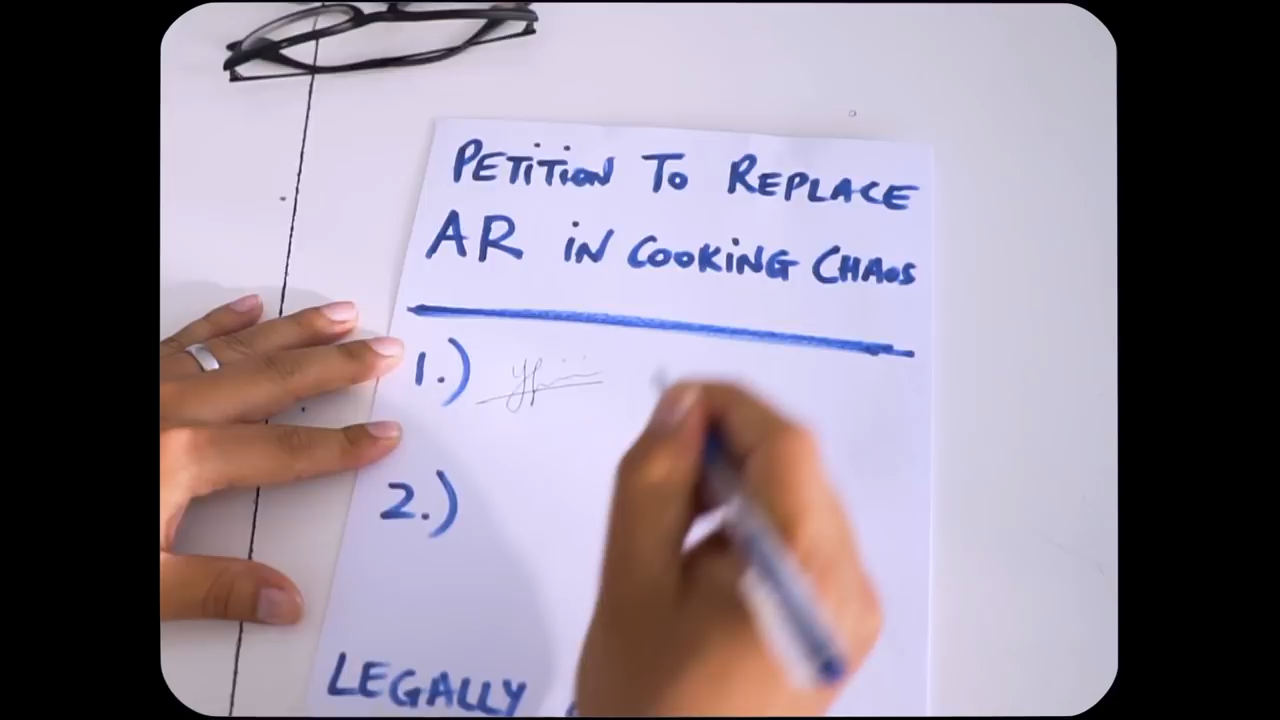 PETITION TO REPLACE
AR IN COOKING CHAOS
1.)
2.)
LEGALLY